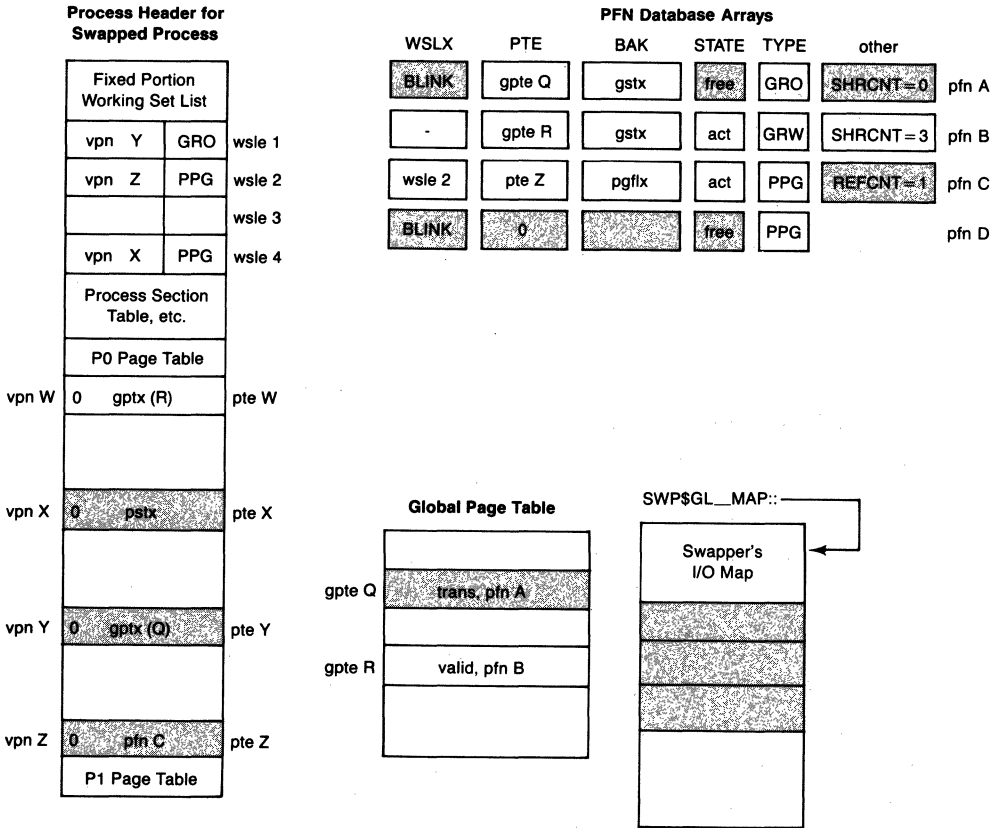 Process Header for
Swapped Process
Fixed Portion
Working Set List
vpn Y GRO wsle 1
vpn Z PPG wsle 2
wsle 3
vpn X PPG wsle 4
Process Section
Table, etc.
P0 Page Table
vpn W 0 gptx (R) pte W
vpn X 0 pstx pte X
vpn Y 0 gptx (Q) pte Y
vpn Z 0 pfn C pte Z
P1 Page Table
PFN Database Arrays
WSLX PTE BAK STATE TYPE other
BLINK gpte Q gstx free GRO SHRCNT=0 pfn A
- gpte R gstx act GRW SHRCNT=3 pfn B
wsle 2 pte Z pgflx act PPG REFCNT=1 pfn C
BLINK 0 free PPG pfn D
Global Page Table
gpte Q trans, pfn A
gpte R valid, pfn B
SWP$GL__MAP::
Swapper's
I/O Map